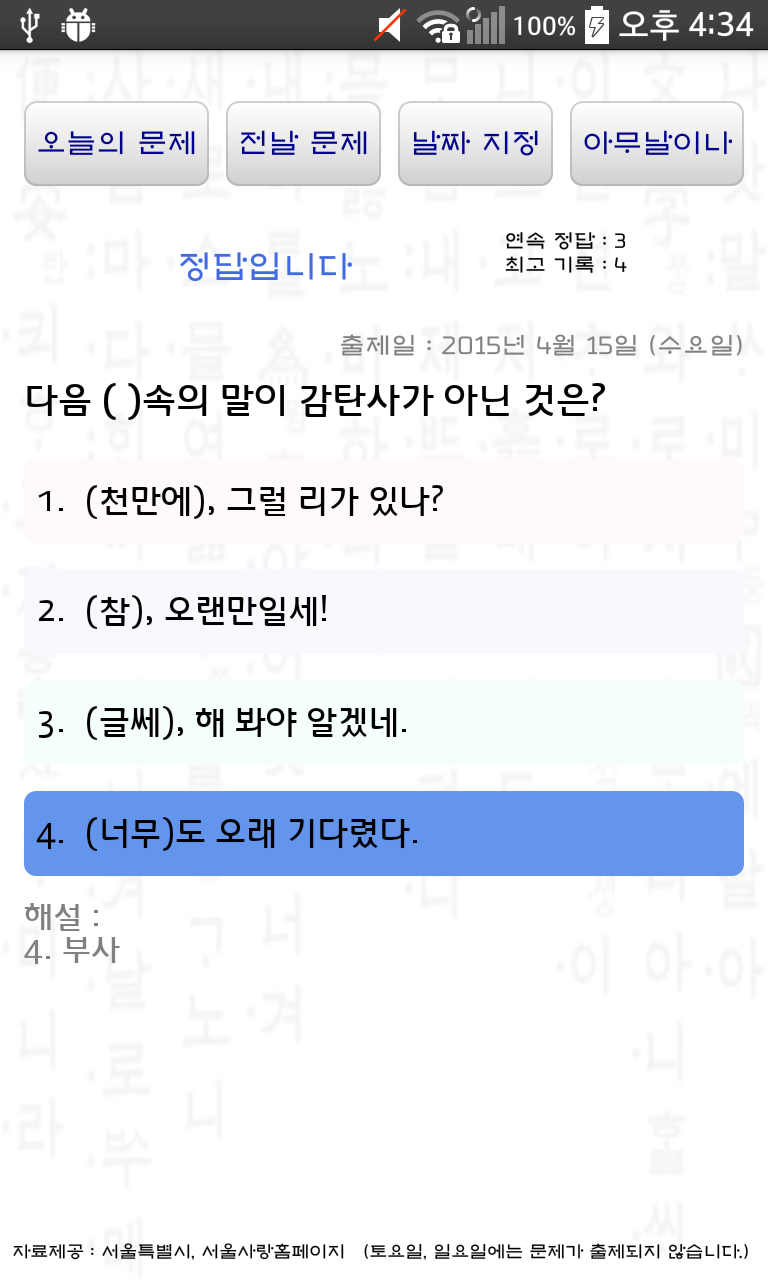 100% 오후 4:34
오늘의 문제 전날 문제 날짜 지정 아무날이나
정답입니다
연속 정답 : 3
최고 기록 : 4
출제일 : 2015년 4월 15일 (수요일)
다음 ( )속의 말이 감탄사가 아닌 것은?
1. (천만에), 그럴 리가 있나?
2. (참), 오랜만일세!
3. (글쎄), 해 봐야 알겠네.
4. (너무)도 오래 기다렸다.
해설 :
4. 부사
자료제공 : 서울특별시, 서울사랑홈페이지 (토요일, 일요일에는 문제가 출제되지 않습니다.)